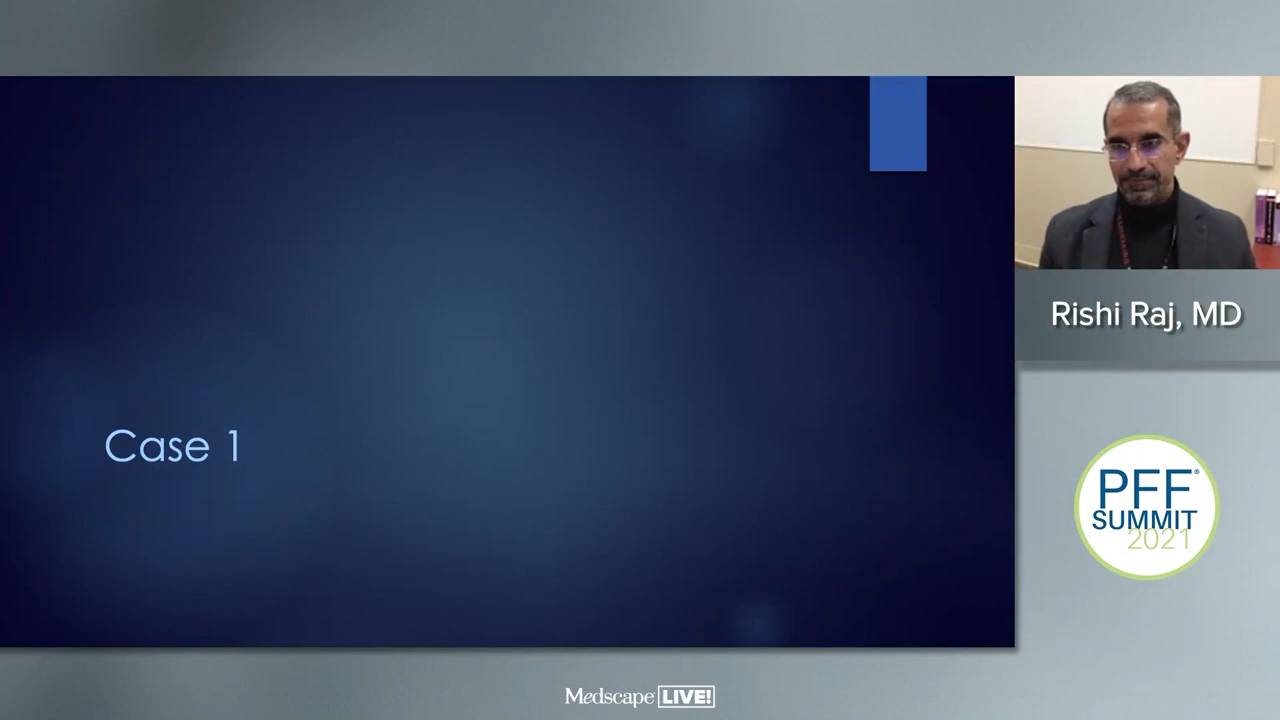 Case 1
Rishi Raj, MD
PFF®
SUMMIT
2021
Medscape LIVE!